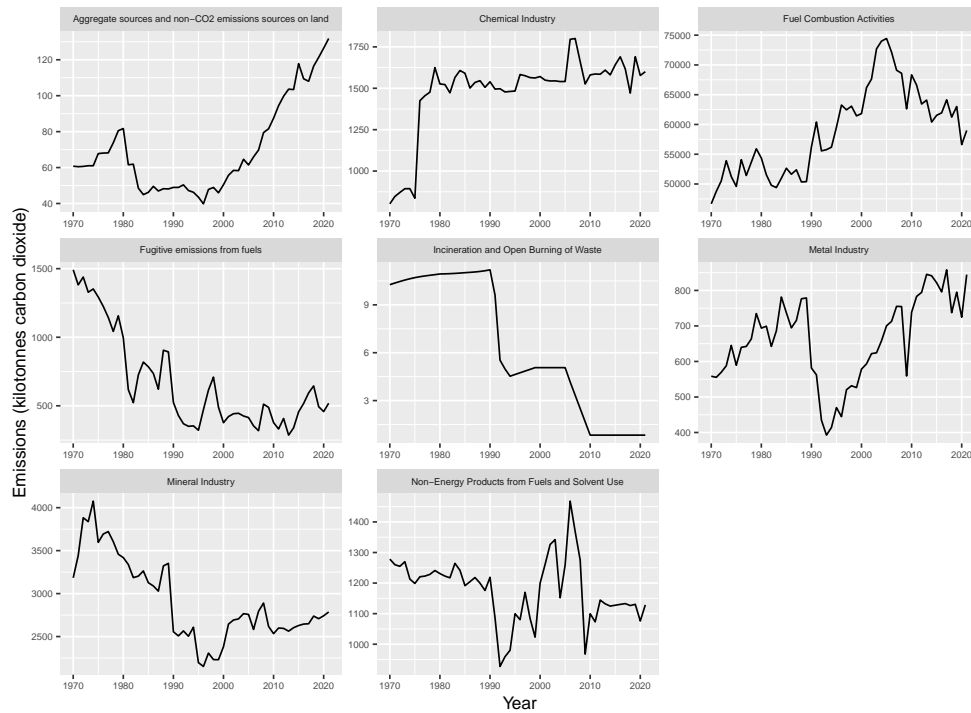 Aggregate sources and non−CO2 emissions sources on land
Chemical Industry
Fuel Combustion Activities
120
100
80
60
40
1970 1980 1990 2000 2010 2020
1750
1500
1250
1000
1970 1980 1990 2000 2010 2020
75000
70000
65000
60000
55000
50000
1970 1980 1990 2000 2010 2020
Fugitive emissions from fuels
Incineration and Open Burning of Waste
Metal Industry
1500
1000
500
1970 1980 1990 2000 2010 2020
9
6
3
1970 1980 1990 2000 2010 2020
800
700
600
500
400
1970 1980 1990 2000 2010 2020
Mineral Industry
Non−Energy Products from Fuels and Solvent Use
4000
3500
3000
2500
1970 1980 1990 2000 2010 2020
1400
1300
1200
1100
1000
1970 1980 1990 2000 2010 2020
Emissions (kilotonnes carbon dioxide)
Year